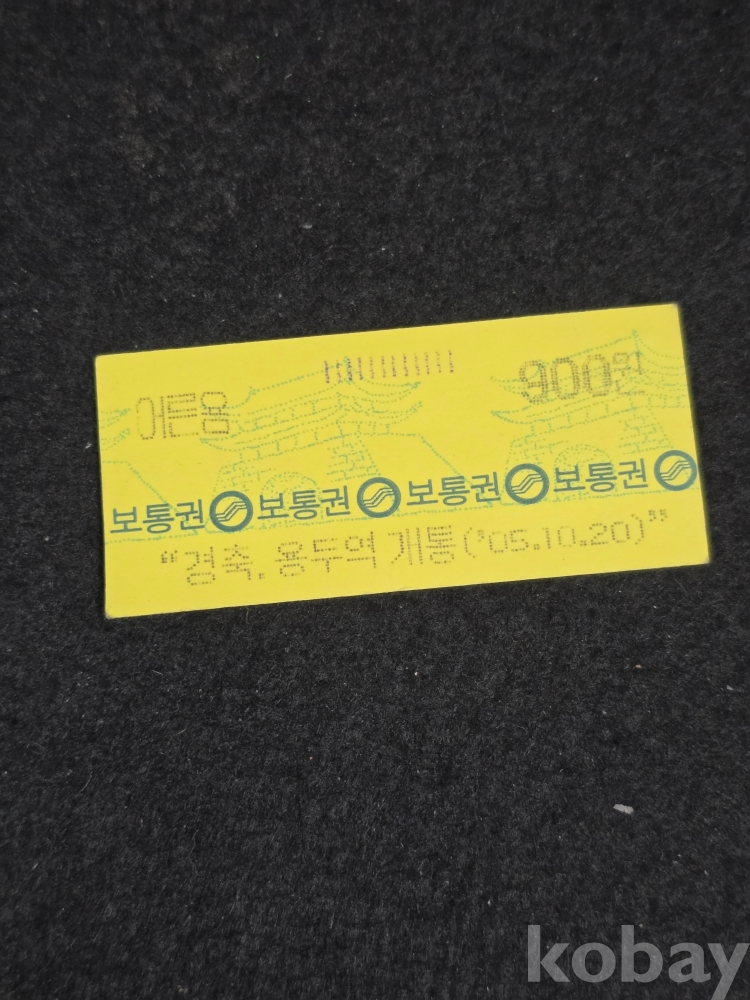 어른용 900원
보통권 보통권 보통권 보통권
“경축. 용두역 개통('05.10.20)”
kobay